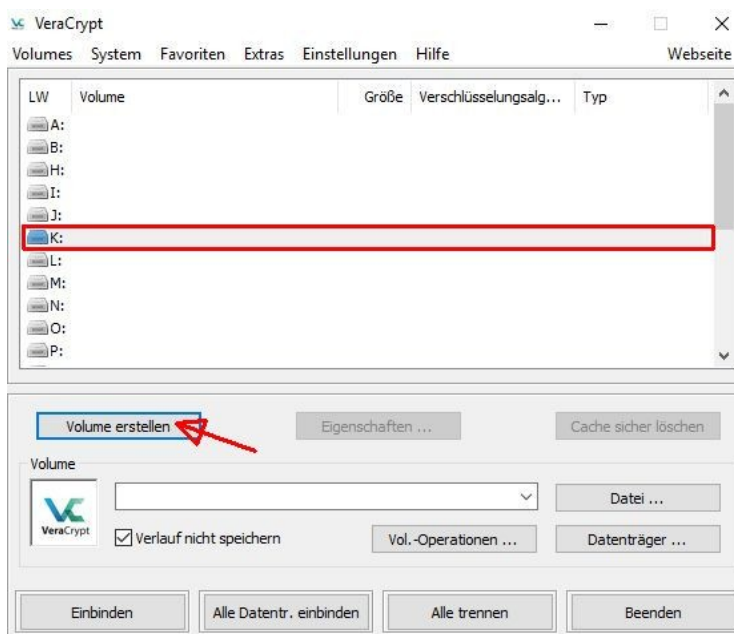 VeraCrypt
Volumes System Favoriten Extras Einstellungen Hilfe Webseite
LW Volume Größe Verschlüsselungsalg... Typ
A:
B:
H:
I:
J:
K:
L:
M:
N:
O:
P:
Volume erstellen Eigenschaften ... Cache sicher löschen
Volume
VeraCrypt
Datei ...
Verlauf nicht speichern Vol.-Operationen ... Datenträger ...
Einbinden Alle Datentr. einbinden Alle trennen Beenden